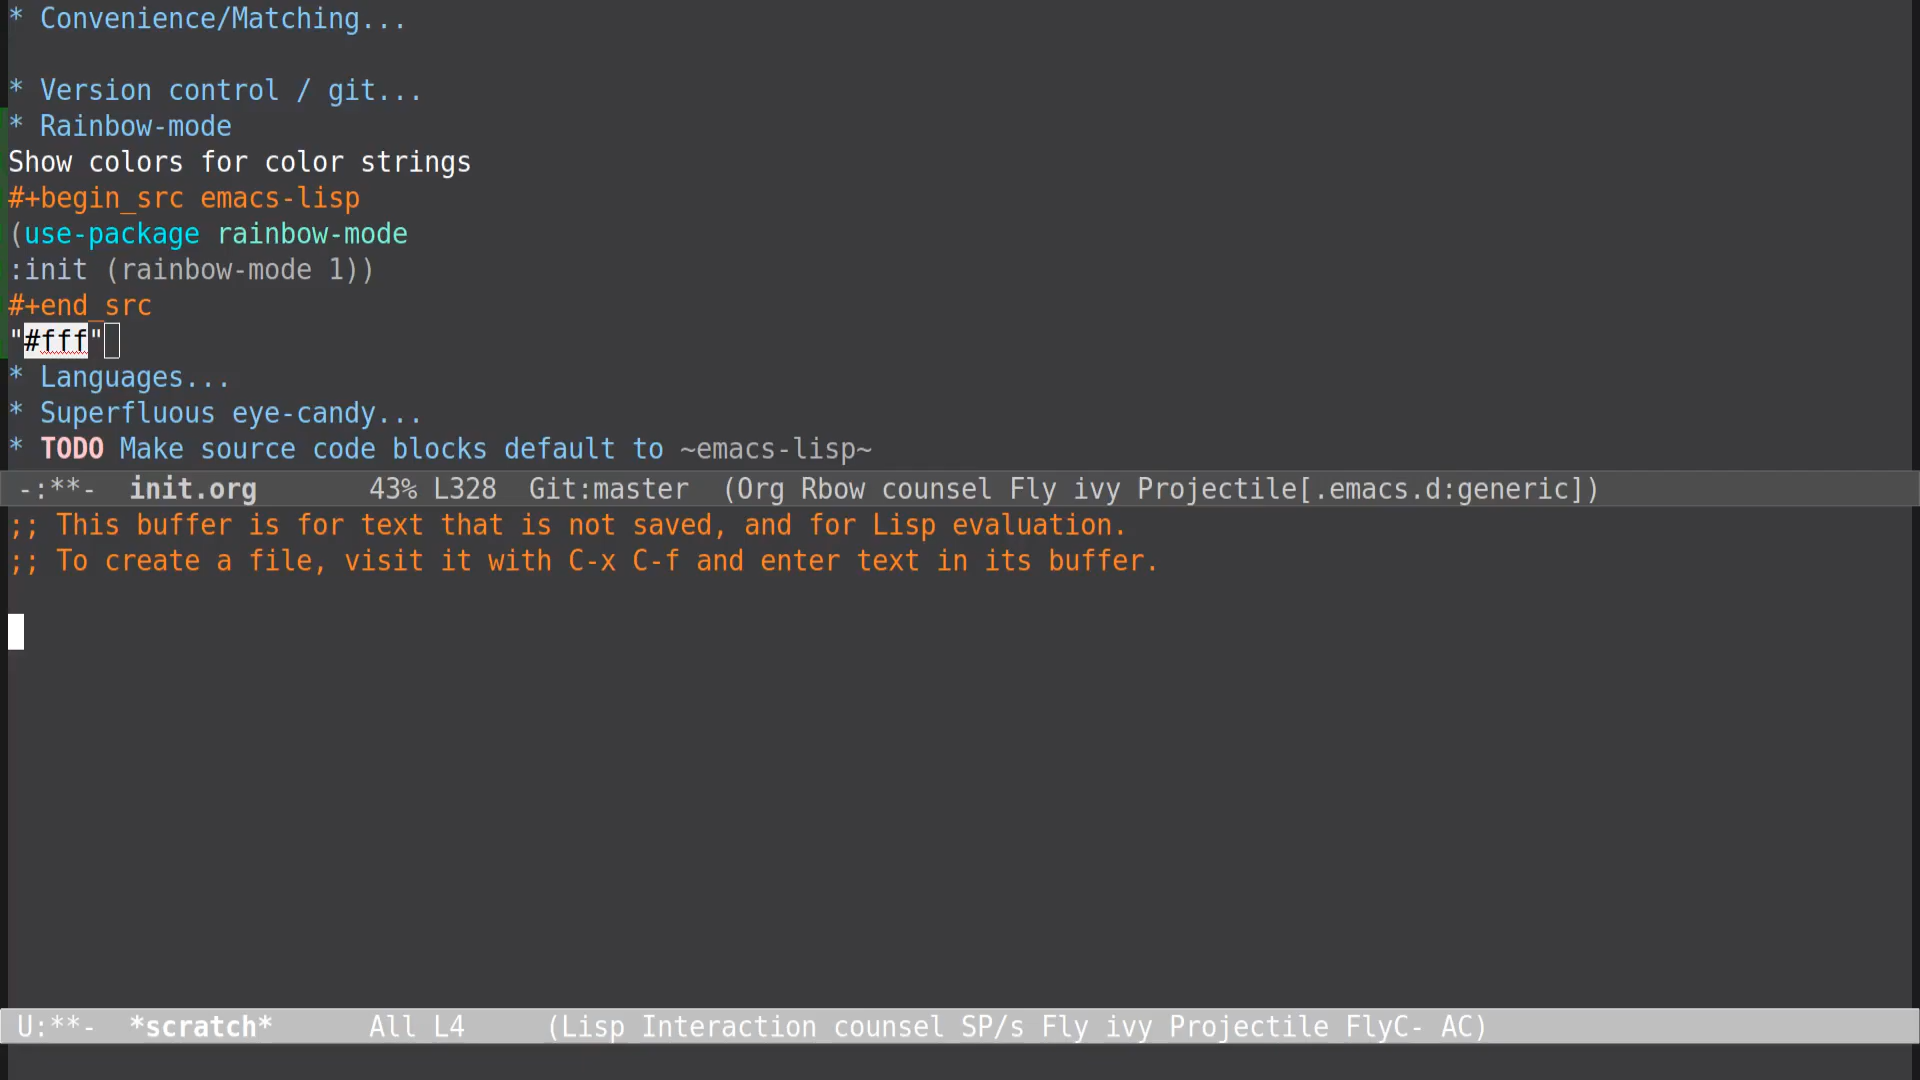 * Convenience/Matching...
* Version control / git...
* Rainbow-mode
Show colors for color strings
#+begin_src emacs-lisp
(use-package rainbow-mode
:init (rainbow-mode 1))
#+end_src
"#fff"
* Languages...
* Superfluous eye-candy...
* TODO Make source code blocks default to ~emacs-lisp~
-:**-  init.org       43% L328  Git:master  (Org Rbow counsel Fly ivy Projectile[.emacs.d:generic])
;; This buffer is for text that is not saved, and for Lisp evaluation.
;; To create a file, visit it with C-x C-f and enter text in its buffer.
U:**-  *scratch*      All L4     (Lisp Interaction counsel SP/s Fly ivy Projectile FlyC- AC)